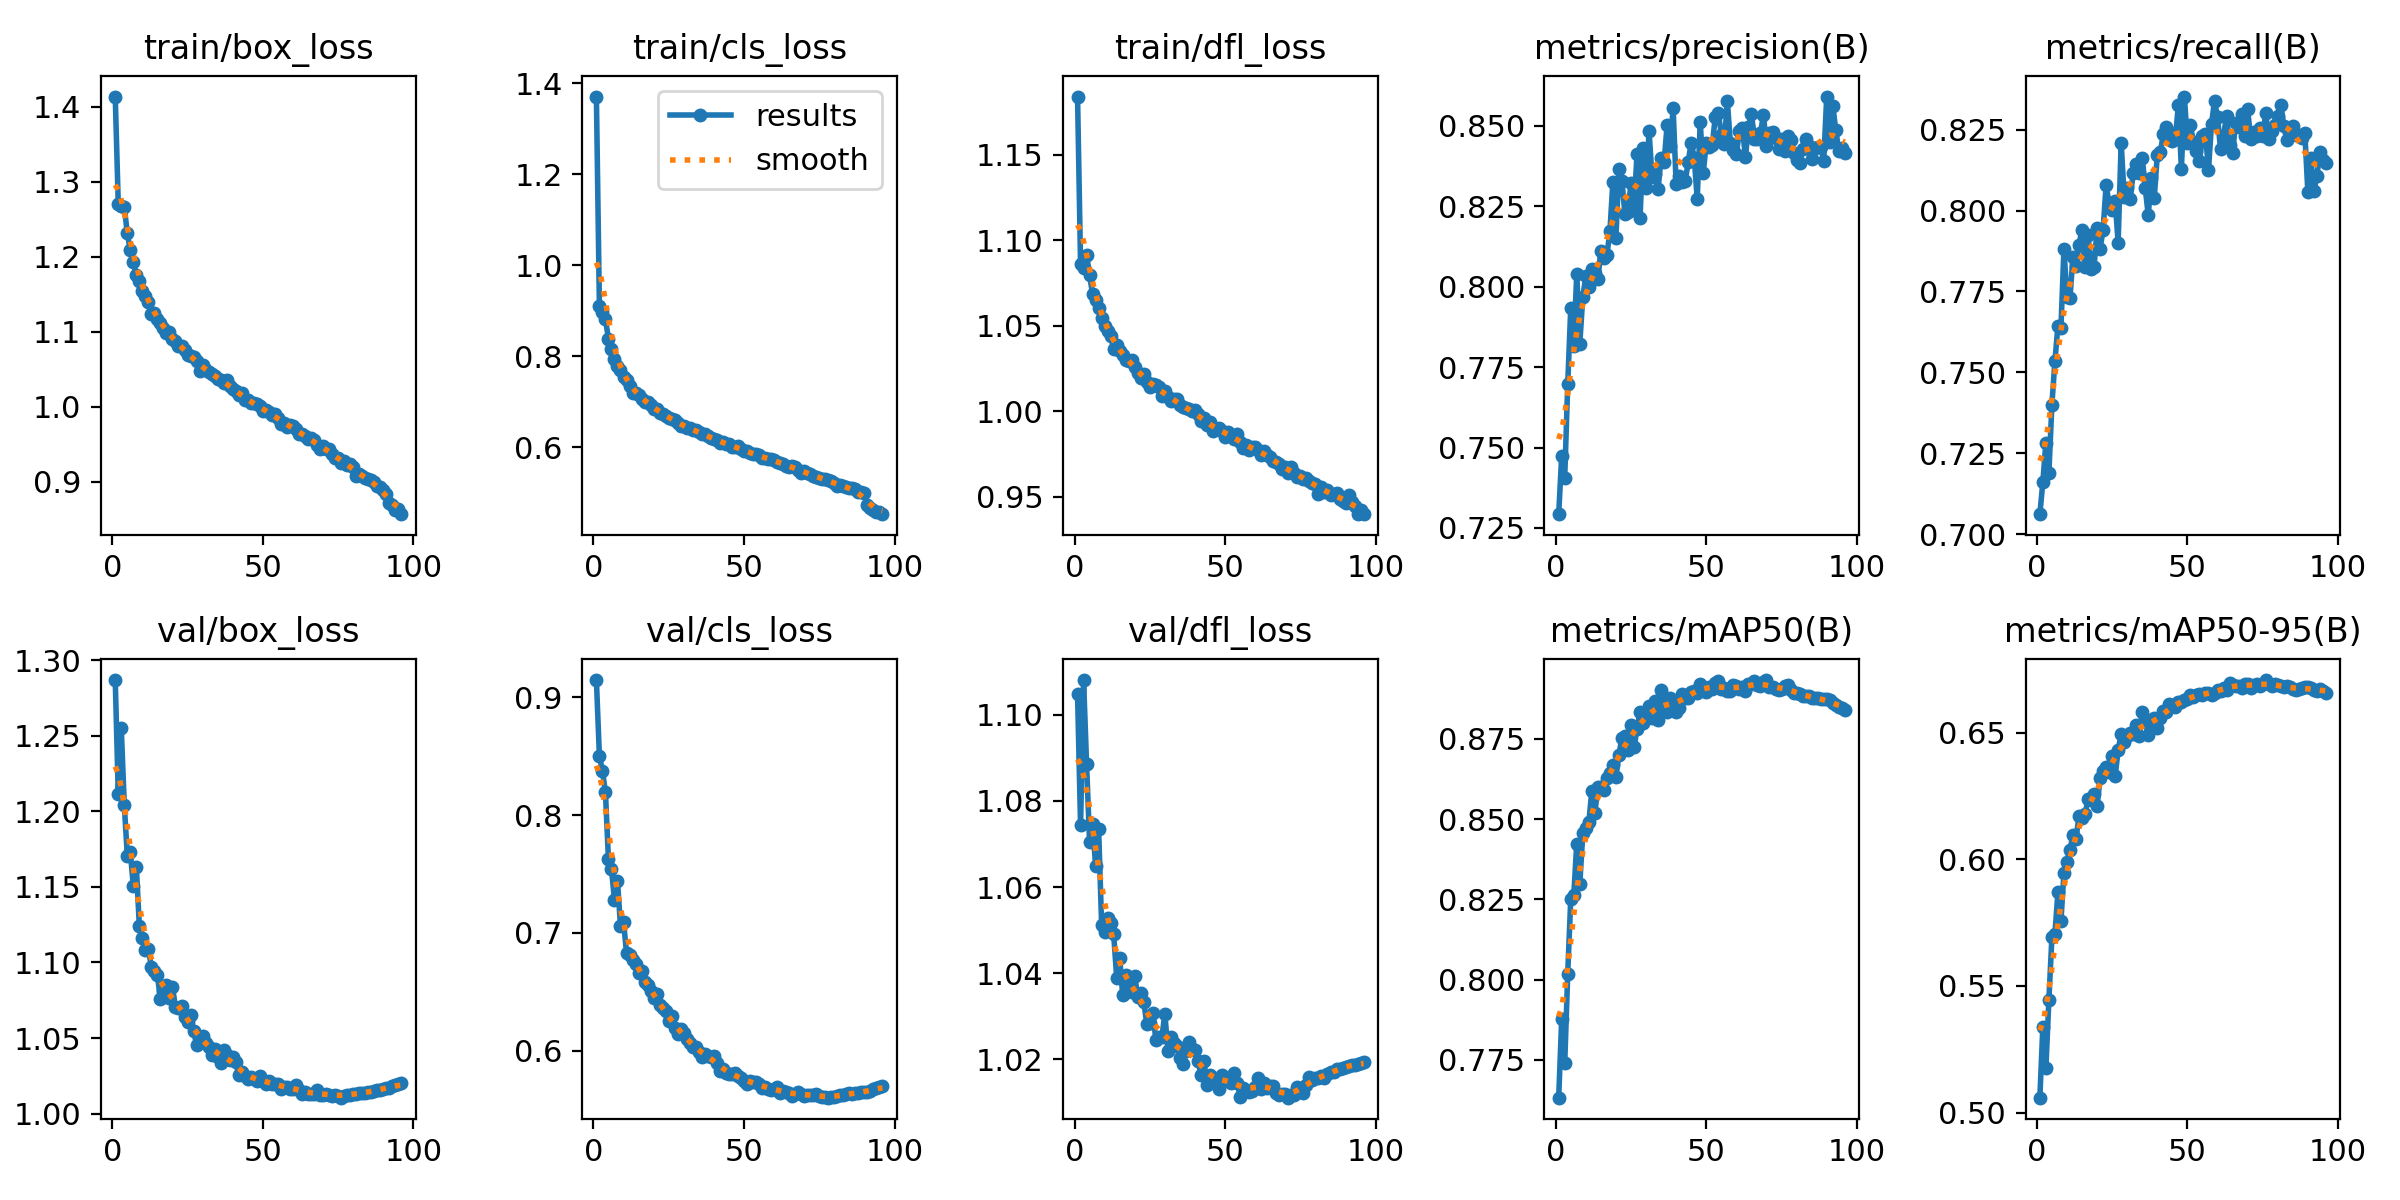 train/box_loss
1.4
1.3
1.2
1.1
1.0
0.9
0 50 100
train/cls_loss
results
smooth
1.4
1.2
1.0
0.8
0.6
0 50 100
train/dfl_loss
1.15
1.10
1.05
1.00
0.95
0 50 100
metrics/precision(B)
0.850
0.825
0.800
0.775
0.750
0.725
0 50 100
metrics/recall(B)
0.825
0.800
0.775
0.750
0.725
0.700
0 50 100
val/box_loss
1.30
1.25
1.20
1.15
1.10
1.05
1.00
0 50 100
val/cls_loss
0.9
0.8
0.7
0.6
0 50 100
val/dfl_loss
1.10
1.08
1.06
1.04
1.02
0 50 100
metrics/mAP50(B)
0.875
0.850
0.825
0.800
0.775
0 50 100
metrics/mAP50-95(B)
0.65
0.60
0.55
0.50
0 50 100